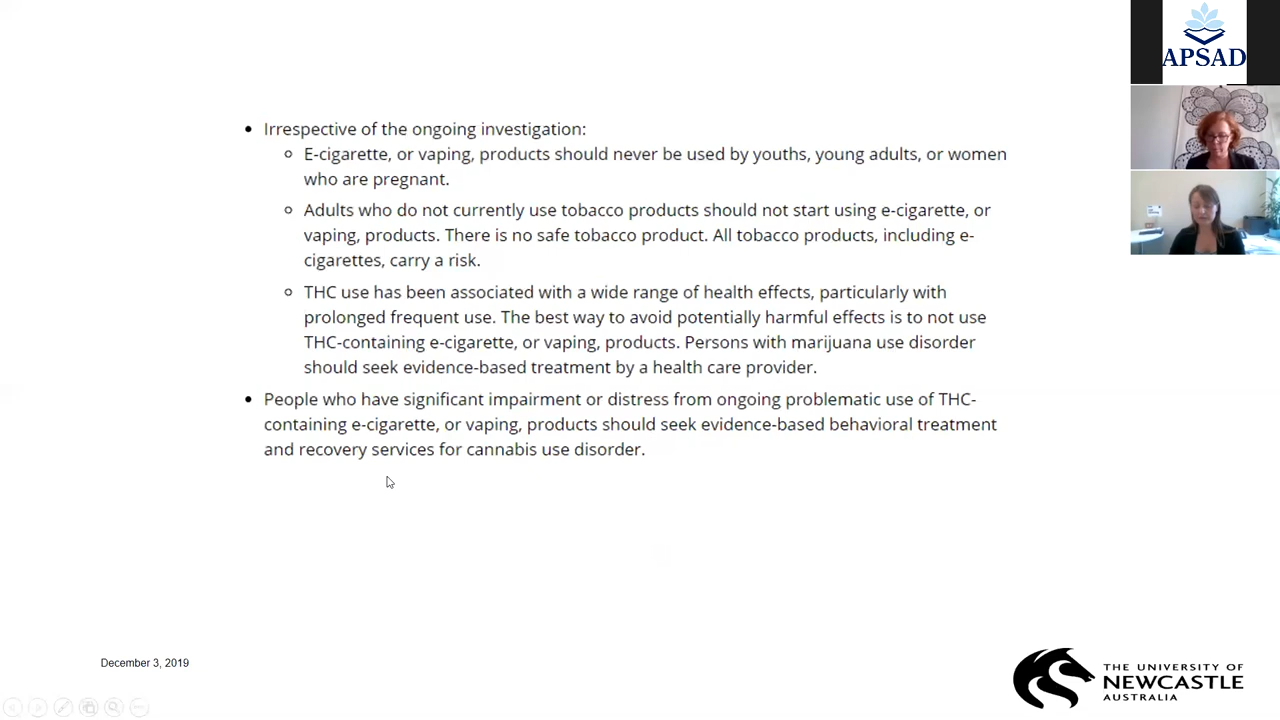 APSAD
Irrespective of the ongoing investigation:
E-cigarette, or vaping, products should never be used by youths, young adults, or women
who are pregnant.
Adults who do not currently use tobacco products should not start using e-cigarette, or
vaping, products. There is no safe tobacco product. All tobacco products, including e-
cigarettes, carry a risk.
THC use has been associated with a wide range of health effects, particularly with
prolonged frequent use. The best way to avoid potentially harmful effects is to not use
THC-containing e-cigarette, or vaping, products. Persons with marijuana use disorder
should seek evidence-based treatment by a health care provider.
People who have significant impairment or distress from ongoing problematic use of THC-
containing e-cigarette, or vaping, products should seek evidence-based behavioral treatment
and recovery services for cannabis use disorder.
December 3, 2019
THE UNIVERSITY OF
NEWCASTLE
AUSTRALIA